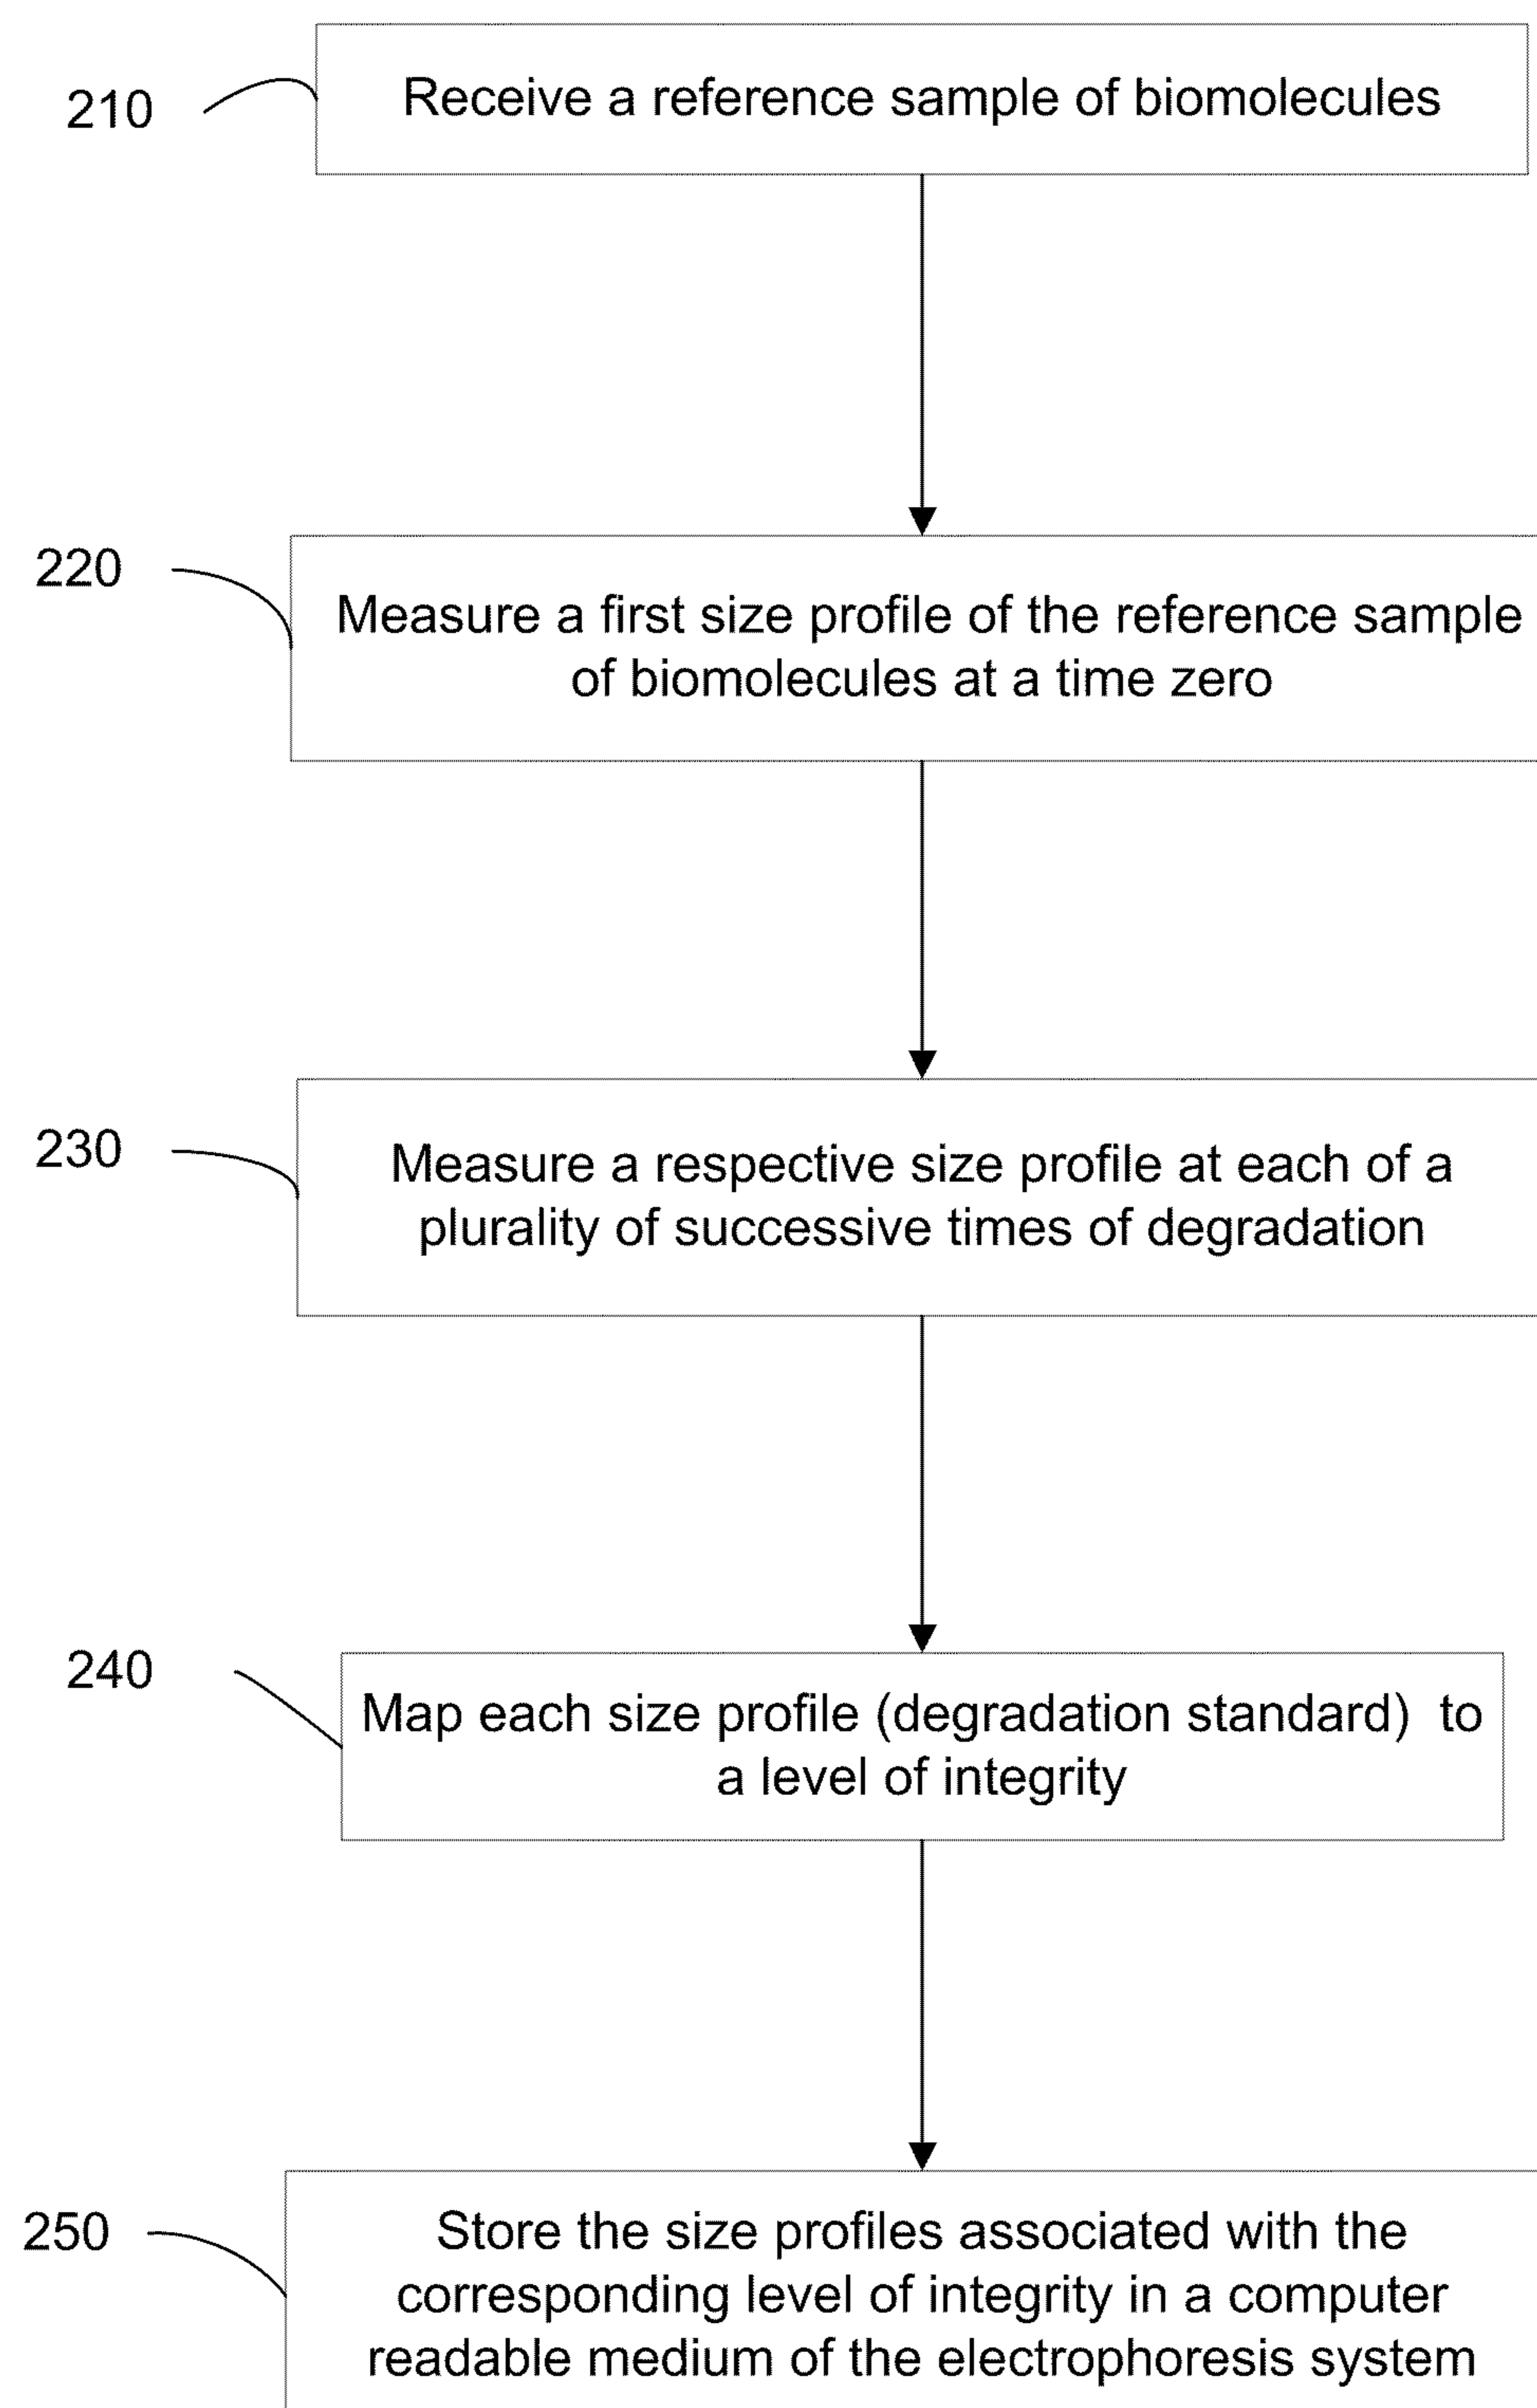 210
Receive a reference sample of biomolecules
220
Measure a first size profile of the reference sample
of biomolecules at a time zero
230
Measure a respective size profile at each of a
plurality of successive times of degradation
240
Map each size profile (degradation standard) to
a level of integrity
250
Store the size profiles associated with the
corresponding level of integrity in a computer
readable medium of the electrophoresis system